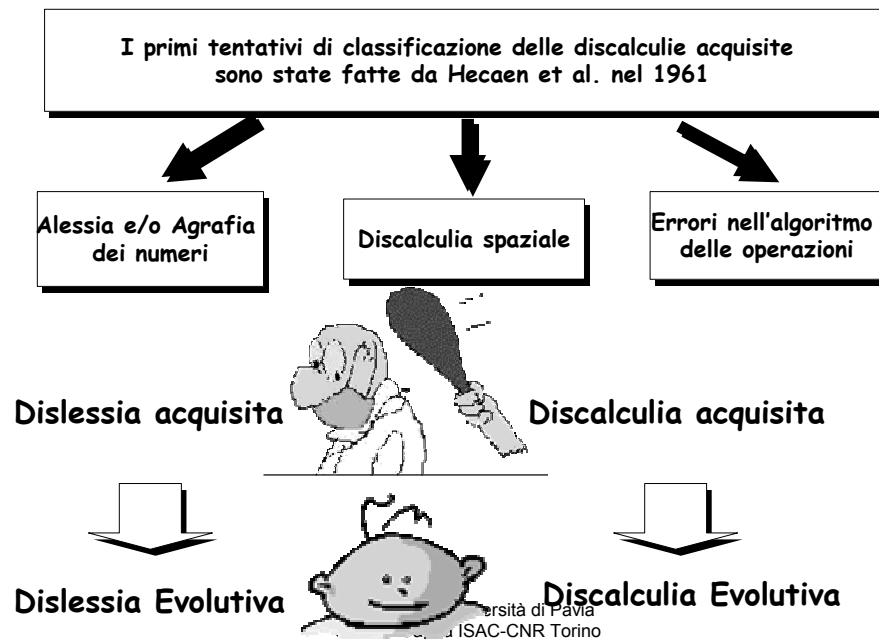 I primi tentativi di classificazione delle discalculie acquisite
sono state fatte da Hecaen et al. nel 1961
Alessia e/o Agrafia
dei numeri
Discalculia spaziale
Errori nell'algoritmo
delle operazioni
Dislessia acquisita
Discalculia acquisita
Dislessia Evolutiva
Discalculia Evolutiva
di Pavia
ISAC-CNR Torino